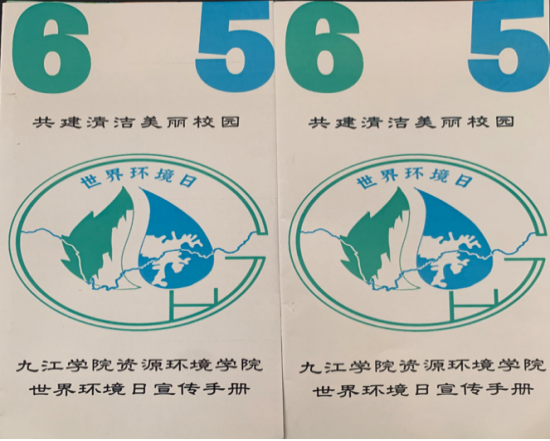 6 5
共建清洁美丽校园
世界环境日
九江学院资源环境学院
世界环境日宣传手册
6 5
共建清洁美丽校园
世界环境日
九江学院资源环境学院
世界环境日宣传手册